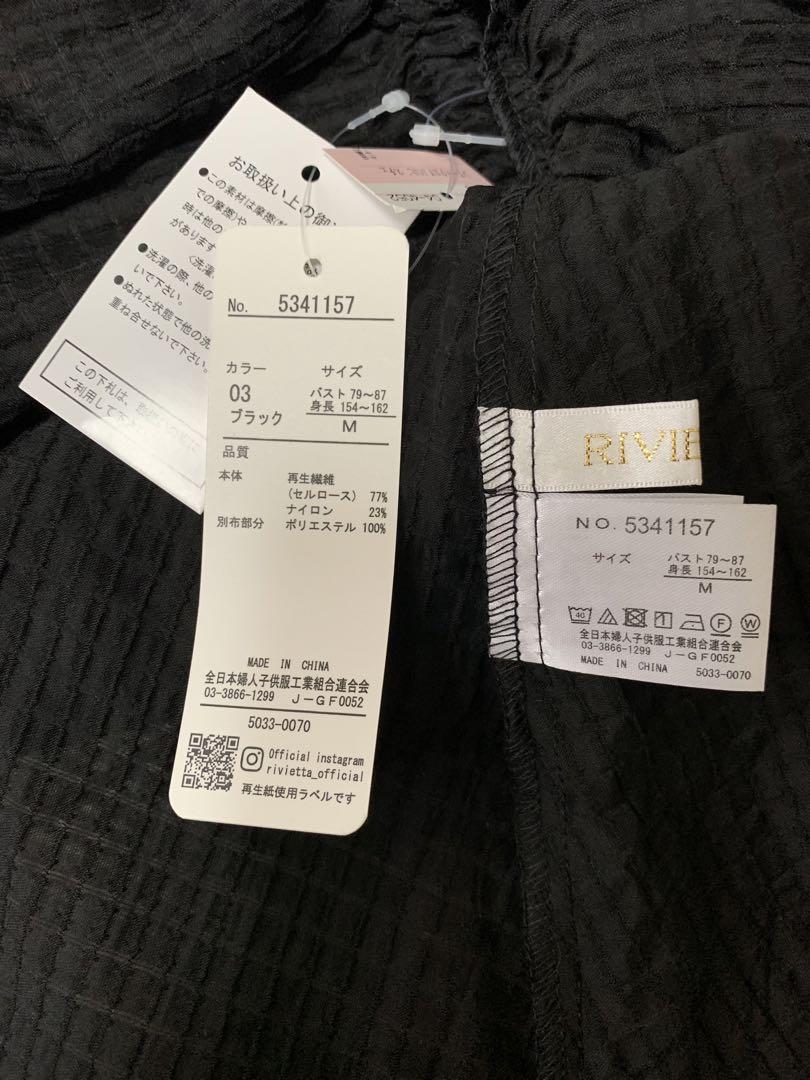 お取扱い上の御
●この素材は摩擦
での摩擦)や
時は他の
があります
〈洗濯
●洗濯の際、他の
いで下さい。
●ぬれた状態で他の洗
重ね合せないで下さい。
この下札は、
ご利用して下
No. 5341157
カラー サイズ
03 バスト 79〜87
ブラック 身長 154〜162
M
品質
本体 再生繊維
(セルロース) 77%
ナイロン 23%
別布部分 ポリエステル 100%
MADE IN CHINA
全日本婦人子供服工業組合連合会
03-3866-1299 J-GF0052
5033-0070
Official instagram
rivietta_official
再生紙使用ラベルです
RIVIE
NO. 5341157
サイズ バスト 79〜87
身長 154〜162
M
40 F W
全日本婦人子供服工業組合連合会
03-3866-1299 J-GF0052
MADE IN CHINA 5033-0070